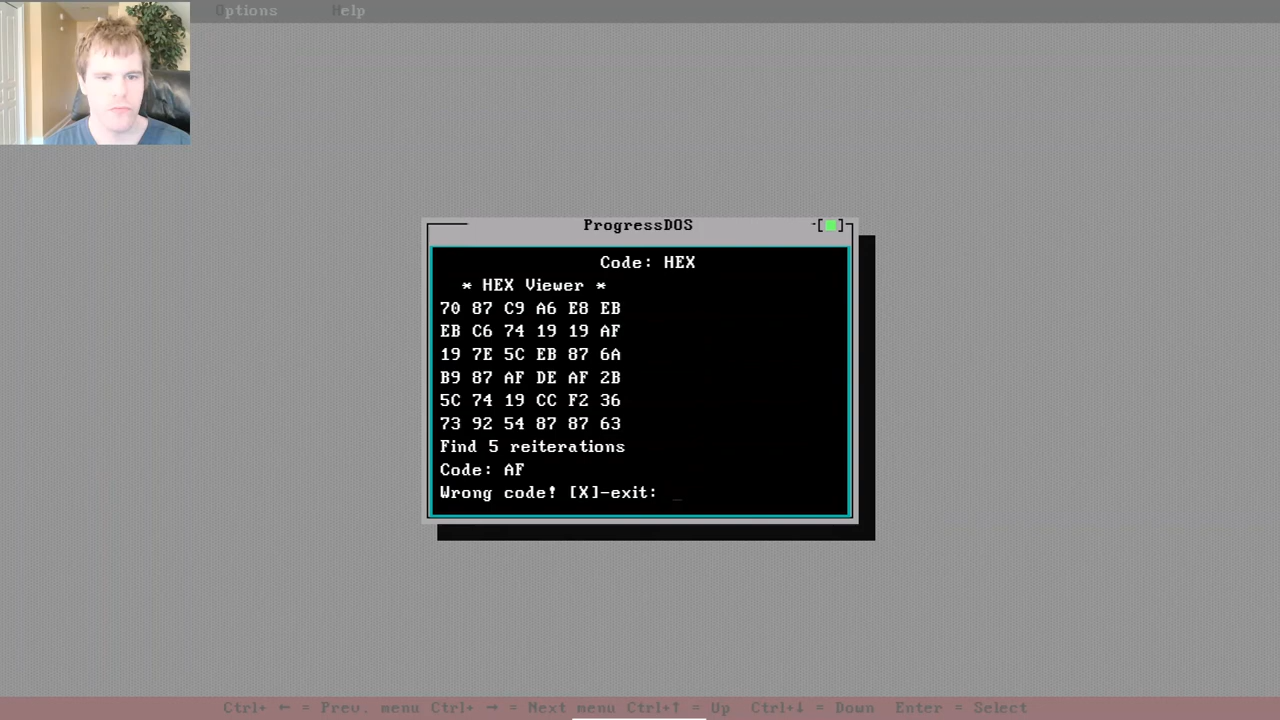 Options Help
ProgressDOS
Code: HEX
* HEX Viewer *
70 87 C9 A6 E8 EB
EB C6 74 19 19 AF
19 7E 5C EB 87 6A
B9 87 AF DE AF 2B
5C 74 19 CC F2 36
73 92 54 87 87 63
Find 5 reiterations
Code: AF
Wrong code! [X]-exit: _
Ctrl+ ← = Prev. menu Ctrl+ → = Next menu Ctrl+↑ = Up Ctrl+↓ = Down Enter = Select